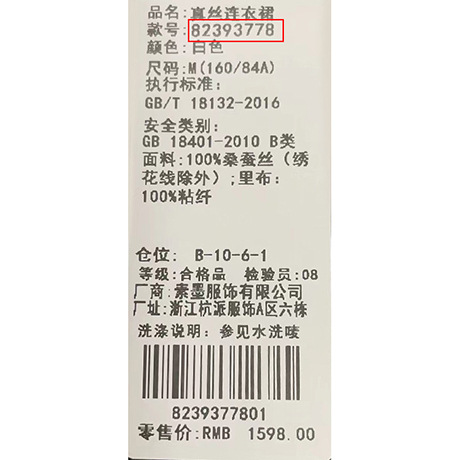 品名:真丝连衣裙
款号:82393778
颜色:白色
尺码:M(160/84A)
执行标准:
GB/T 18132-2016
安全类别:
GB 18401-2010 B类
面料:100%桑蚕丝(绣
花线除外);里布:
100%粘纤
仓位: B-10-6-1
等级:合格品 检验员:08
厂商:素墨服饰有限公司
厂址:浙江杭派服饰A区六栋
洗涤说明: 参见水洗唛
8239377801
零售价:RMB 1598.00